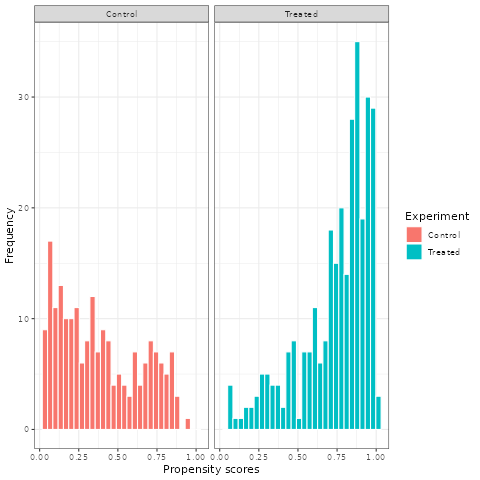 Control Treated
Frequency
30
20
10
0
0.00 0.25 0.50 0.75 1.00 0.00 0.25 0.50 0.75 1.00
Propensity scores
Experiment
Control
Treated